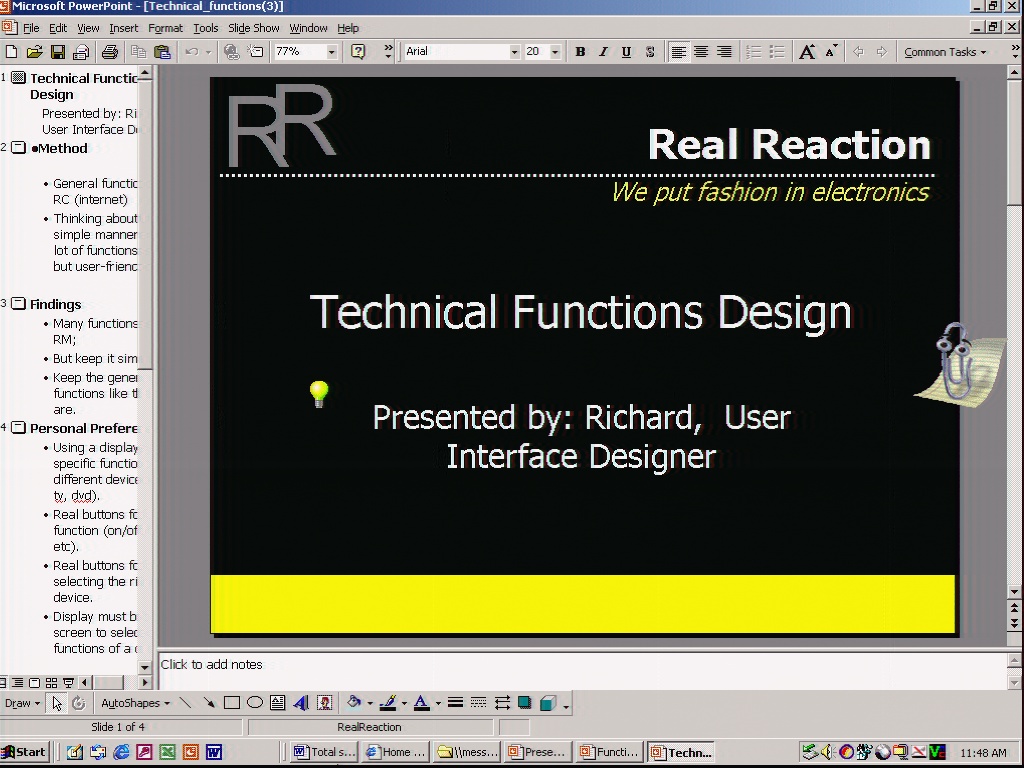 Microsoft PowerPoint - [Technical_functions(3)]
File Edit View Insert Format Tools Slide Show Window Help
77% Arial 20 B I U S A A Common Tasks
1 Technical Functic
Design
Presented by: Ri
User Interface De
2 •Method
• General functic
RC (internet)
• Thinking about
simple manner
lot of functions
but user-frienc
3 Findings
• Many functions
RM;
• But keep it sim
• Keep the gener
functions like th
are.
4 Personal Prefere
• Using a display
specific functio
different device
tv, dvd).
• Real buttons fo
function (on/of
etc).
• Real buttons fo
selecting the ri
device.
• Display must b
screen to selec
functions of a
RR
Real Reaction
We put fashion in electronics
Technical Functions Design
Presented by: Richard, User
Interface Designer
Click to add notes
Draw AutoShapes
Slide 1 of 4 RealReaction
Start Total s... Home ... \\mess... Prese... Functi... Techn... 11:48 AM